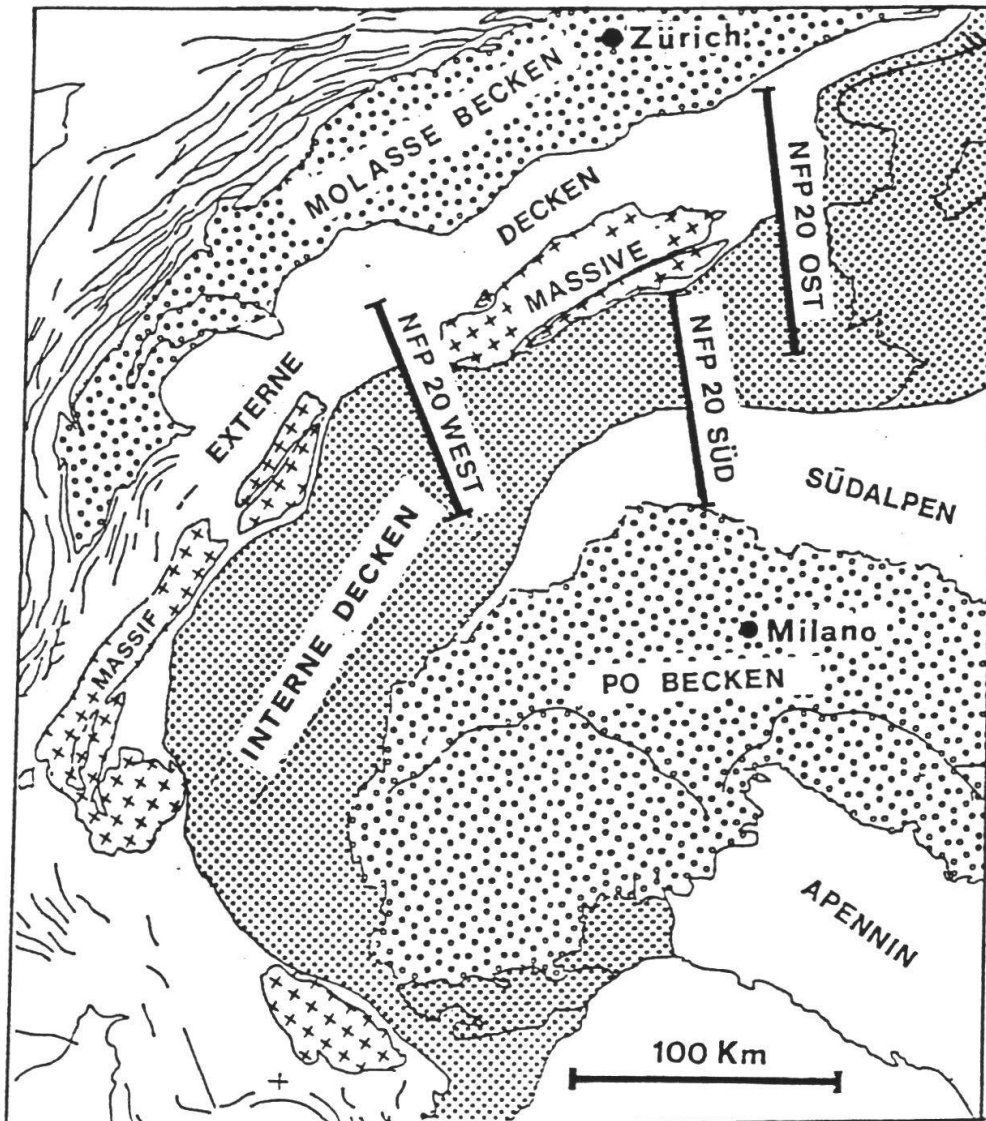 Zürich
MOLASSE BECKEN
DECKEN
MASSIVE
NFP 20 OST
NFP 20 WEST
NFP 20 SÜD
EXTERNE
SÜDALPEN
MASSIF
INTERNE DECKEN
Milano
PO BECKEN
APENNIN
100 Km